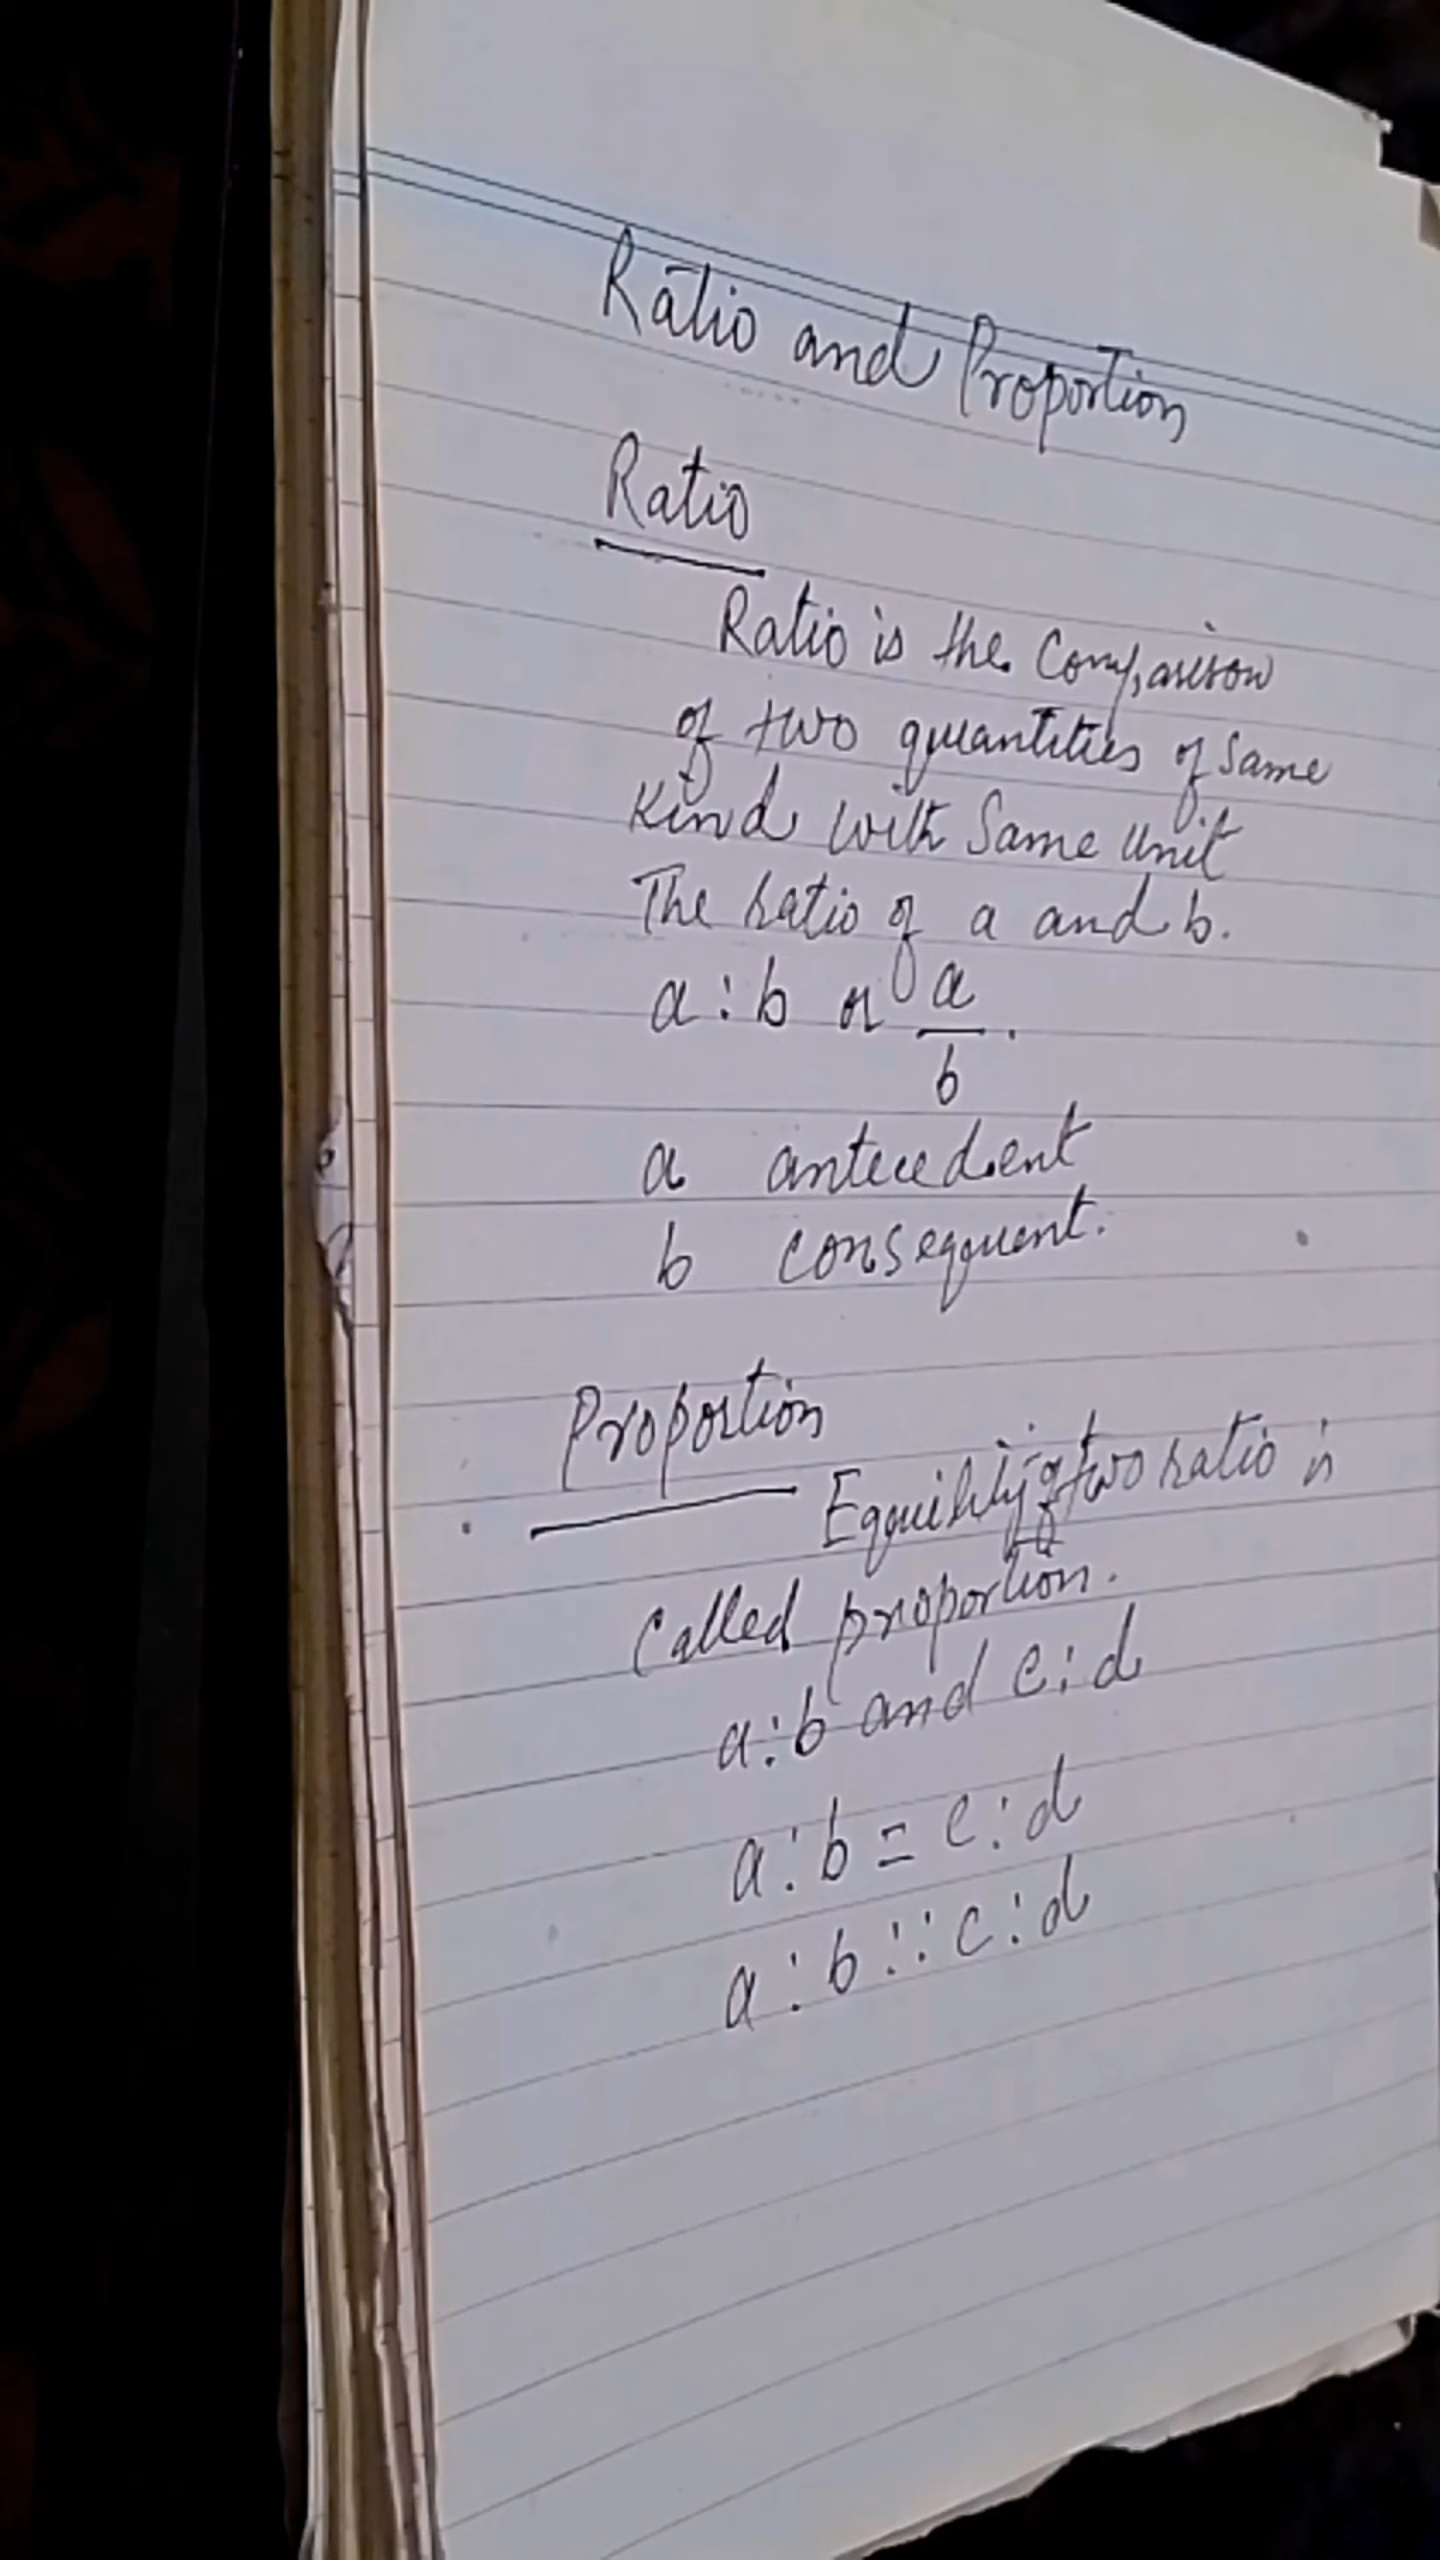 Ratio and Proportion
Ratio
Ratio is the Comparison
of two quantities of Same
Kind with Same Unit
The ratio of a and b.
a : b or a/b.
a antecedent
b consequent.
Proportion
Equility of two ratio is
Called proportion.
a : b and c : d
a : b = c : d
a : b :: c : d